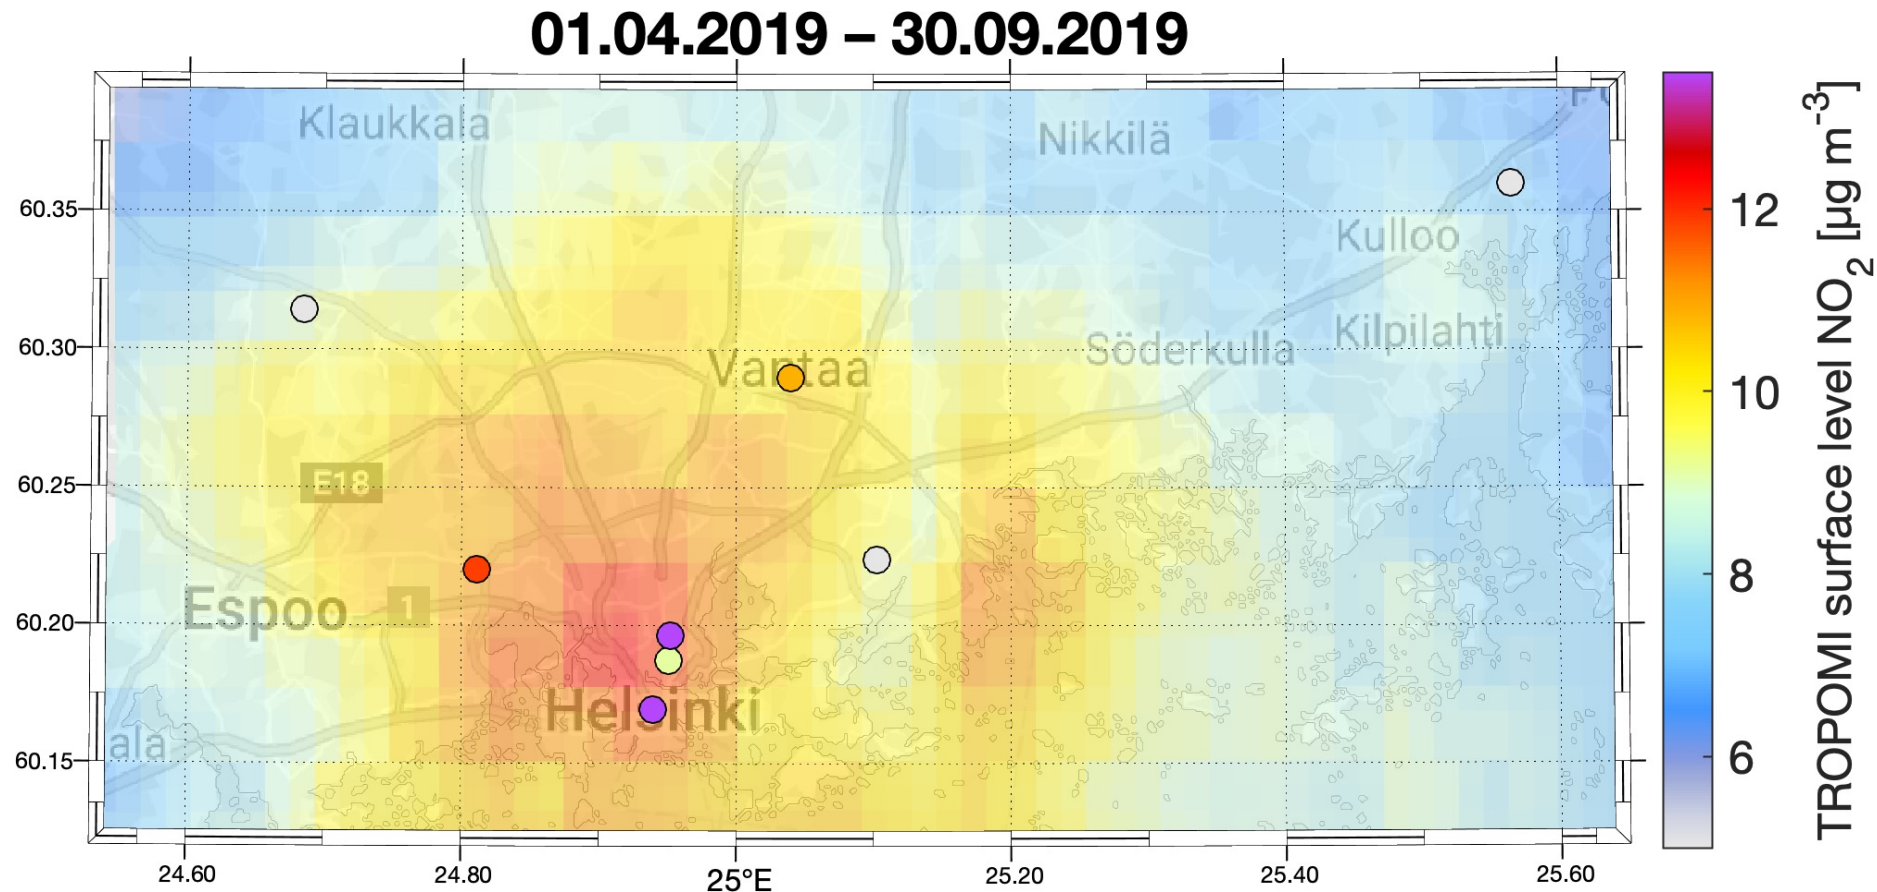 01.04.2019 – 30.09.2019
Klaukkala
Nikkilä
60.35
Kulloo
Kilpilahti
60.30
Vantaa
Söderkulla
E18
60.25
Espoo
1
60.20
Helsinki
ala
60.15
24.60
24.80
25°E
25.20
25.40
25.60
12
10
8
6
TROPOMI surface level NO2 [µg m-3]